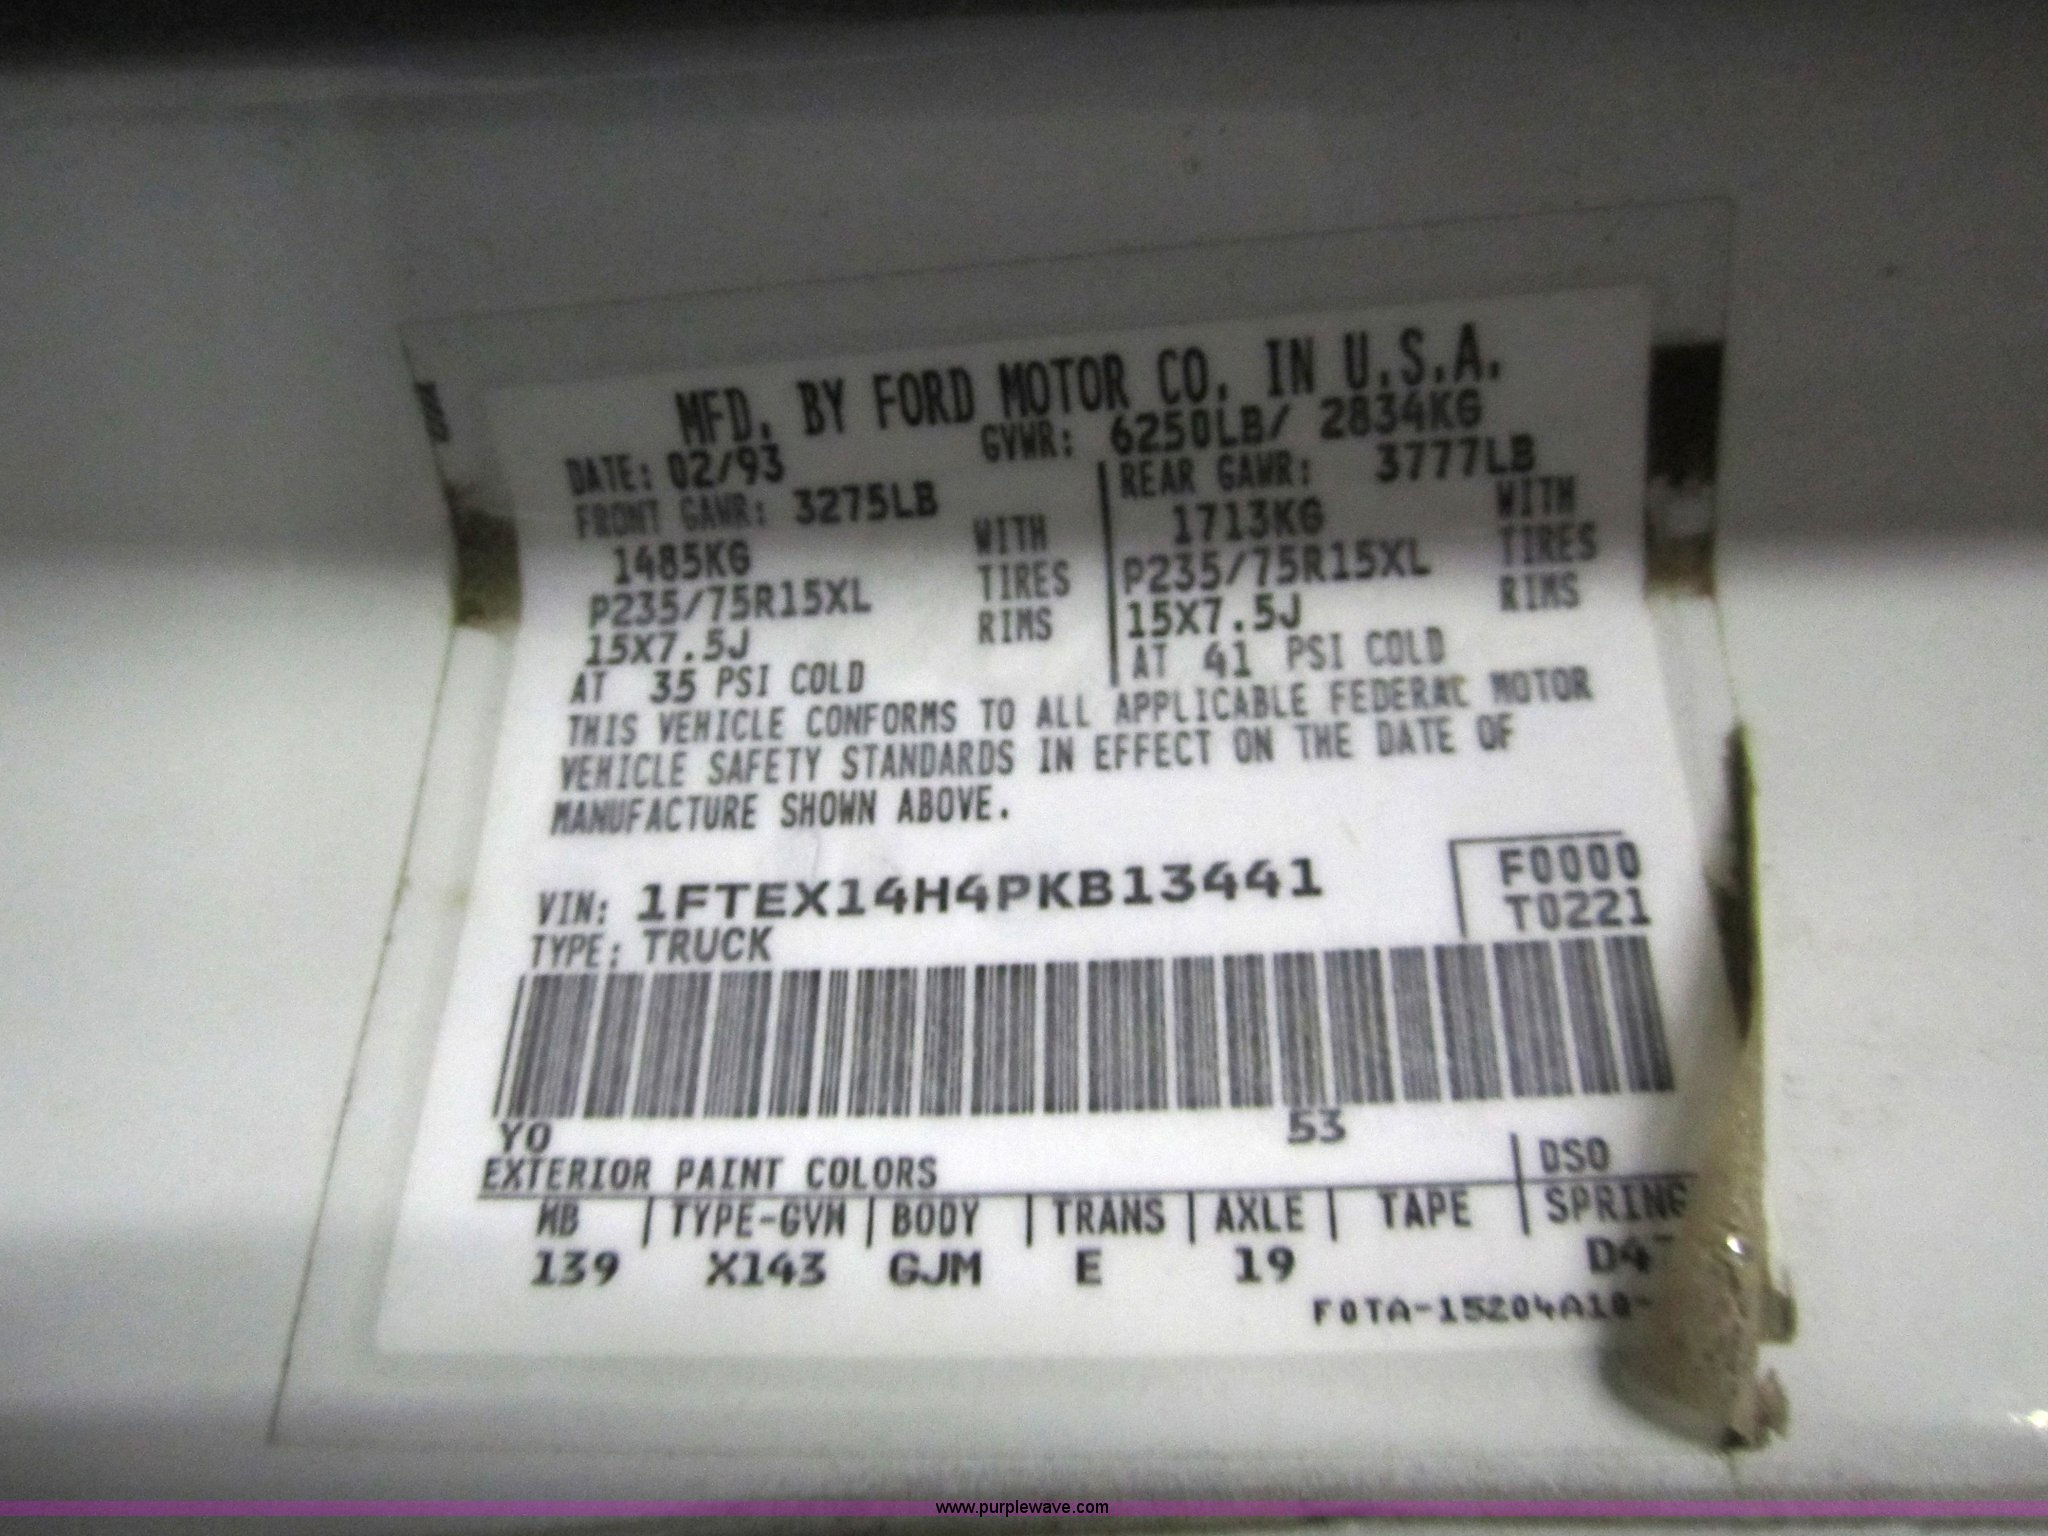 MFD. BY FORD MOTOR CO. IN U.S.A.
DATE: 02/93 GVWR: 6250LB/ 2834KG
FRONT GAWR: 3275LB
1485KG WITH
P235/75R15XL TIRES
15X7.5J RIMS
AT 35 PSI COLD
REAR GAWR: 3777LB
1713KG WITH
P235/75R15XL TIRES
15X7.5J RIMS
AT 41 PSI COLD
THIS VEHICLE CONFORMS TO ALL APPLICABLE FEDERAL MOTOR
VEHICLE SAFETY STANDARDS IN EFFECT ON THE DATE OF
MANUFACTURE SHOWN ABOVE.
VIN: 1FTEX14H4PKB13441
F0000
T0221
TYPE: TRUCK
YO 53
EXTERIOR PAINT COLORS DSO
WB | TYPE-GVW | BODY | TRANS | AXLE | TAPE | SPRING
139 X143 GJM E 19 D4
F0TA-15204A10-
www.purplewave.com